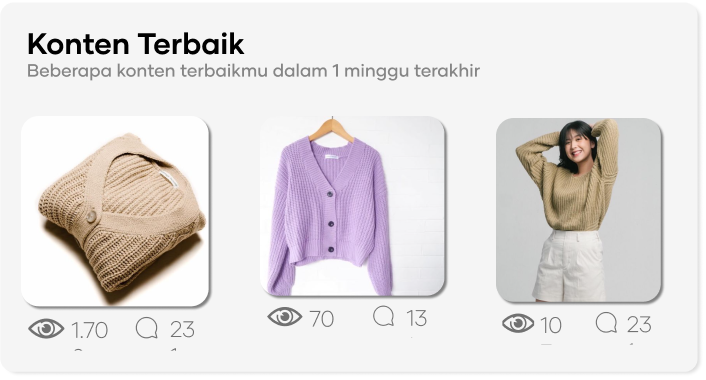 Konten Terbaik
Beberapa konten terbaikmu dalam 1 minggu terakhir
1.70 23
70 13
10 23